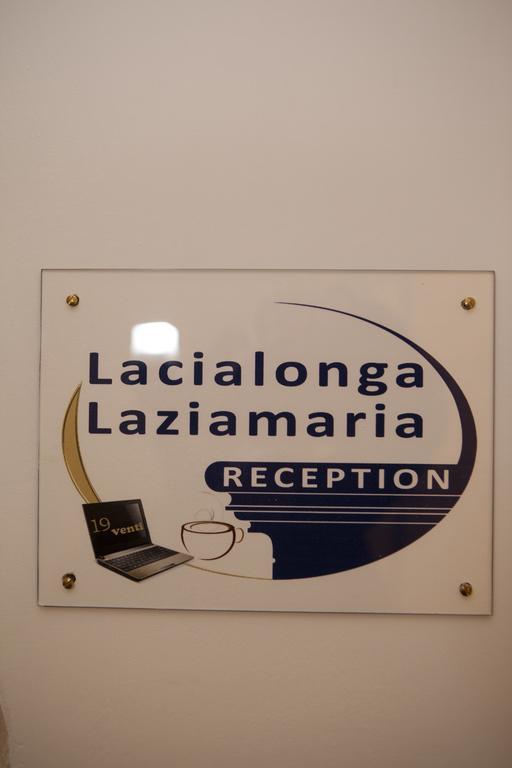 Lacialonga
Laziamaria
RECEPTION
19
venti